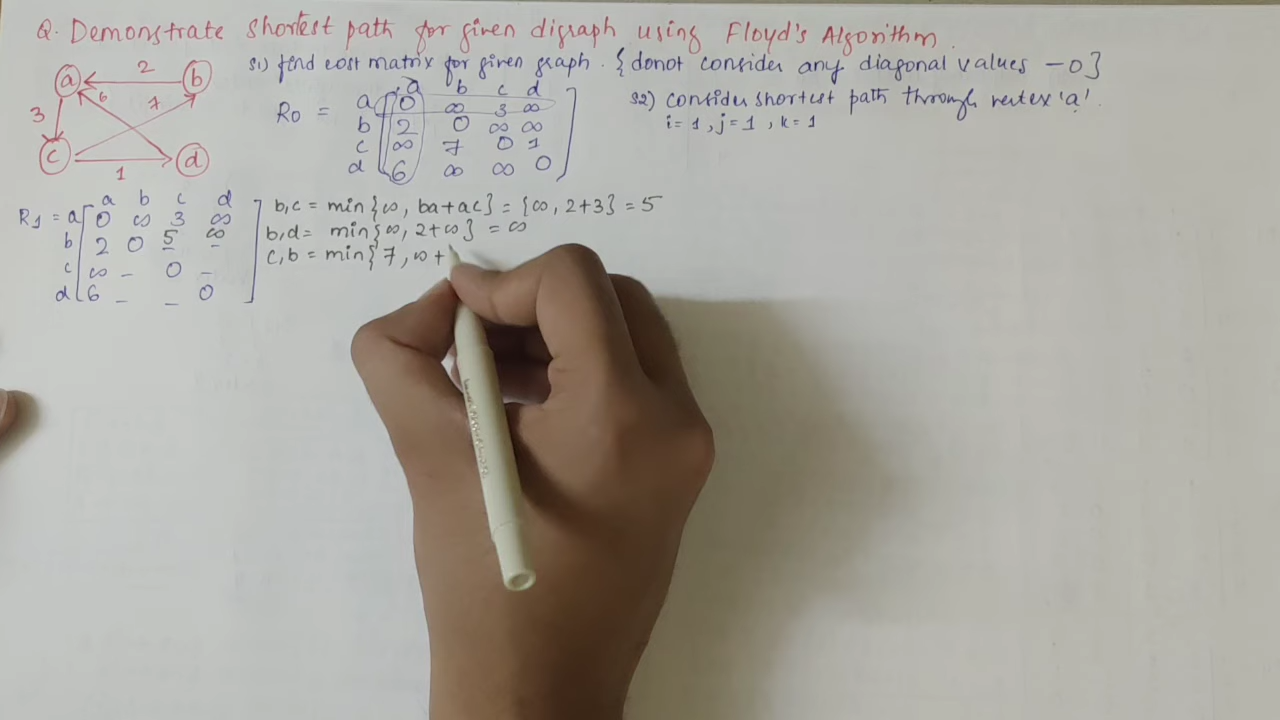 Q. Demonstrate shortest path for given digraph using Floyd's Algorithm.
S1) find cost matrix for given graph. {donot consider any diagonal values - 0}
S2) consider shortest path through vertex 'a'.
i = 1, j = 1, k = 1
a 2 b
3 6 7
c 1 d
a b c d
R0 = a 0 ∞ 3 ∞
b 2 0 ∞ ∞
c ∞ 7 0 1
d 6 ∞ ∞ 0
a b c d
R1 = a 0 ∞ 3 ∞
b 2 0 5 ∞
c ∞ - 0 -
d 6 - - 0
b,c = min{∞, ba+ac} = {∞, 2+3} = 5
b,d = min{∞, 2+∞} = ∞
c,b = min{7, ∞+